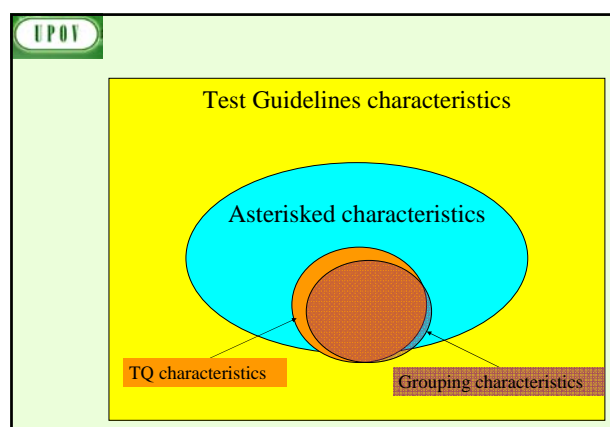 UPOV
Test Guidelines characteristics
Asterisked characteristics
TQ characteristics
Grouping characteristics